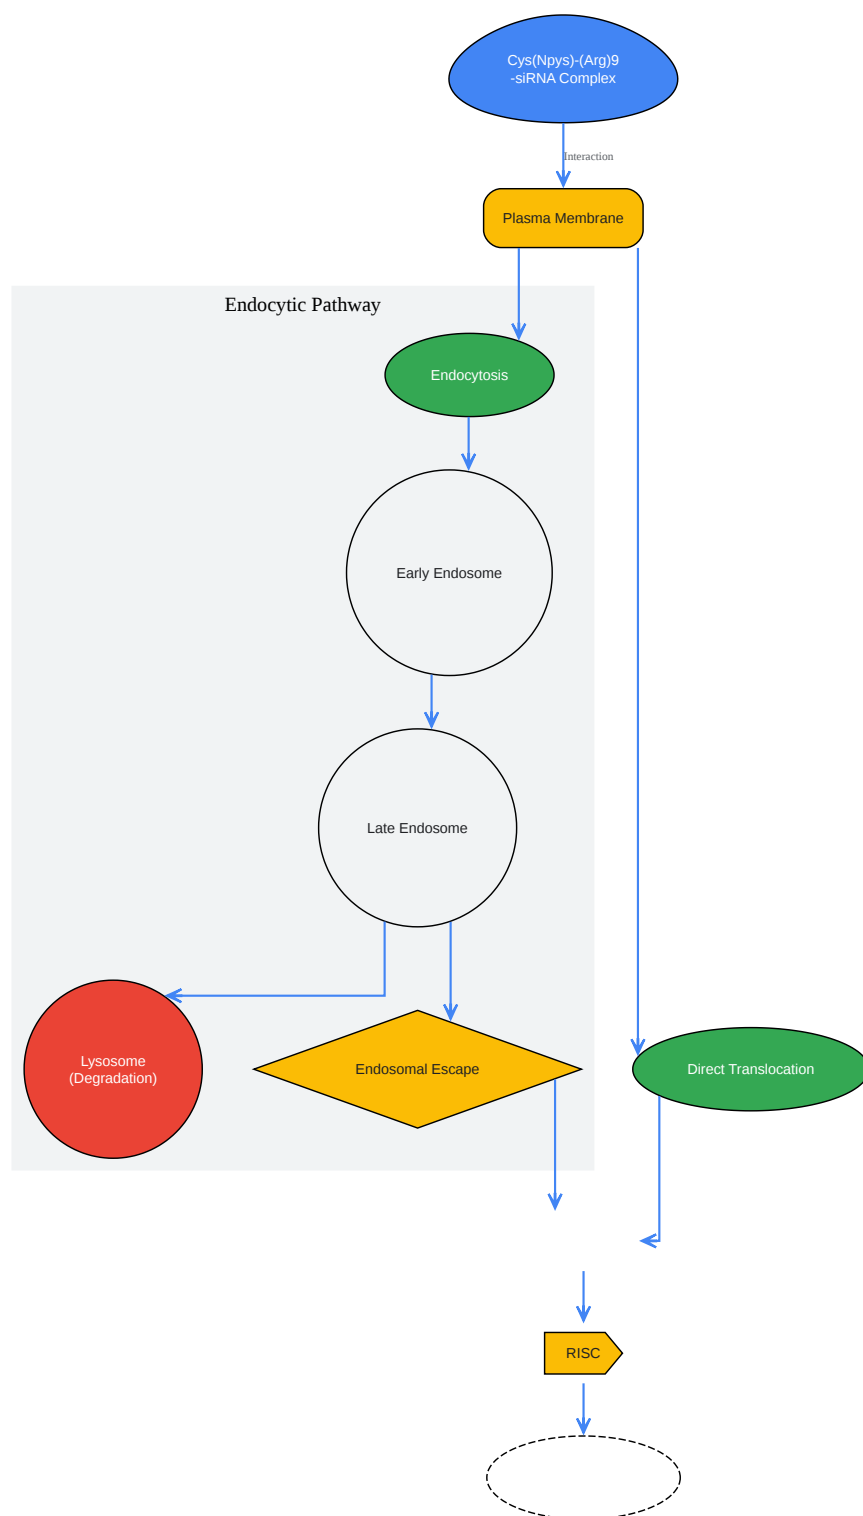 Cys(Npys)-(Arg)9
-siRNA Complex
Interaction
Plasma Membrane
Endocytic Pathway
Endocytosis
Early Endosome
Late Endosome
Lysosome
(Degradation)
Endosomal Escape
Direct Translocation
RISC